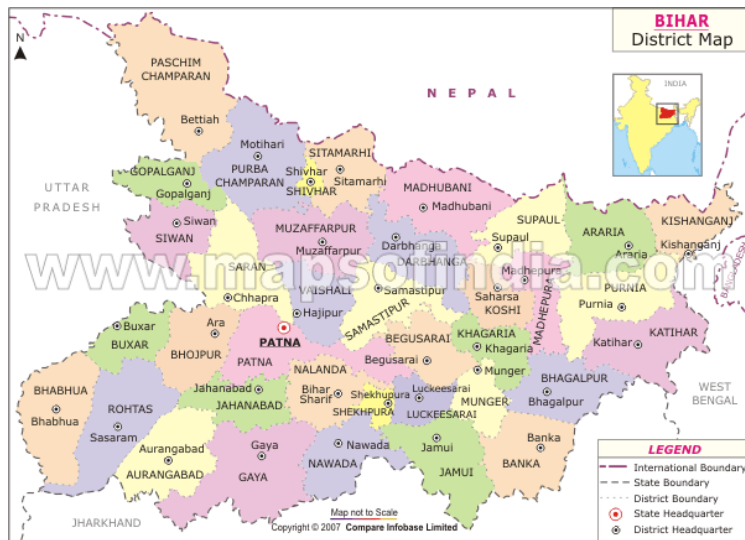 BIHAR
District Map
N
INDIA
NEPAL
PASCHIM
CHAMPARAN
Bettiah
Motihari
PURBA
CHAMPARAN
SITAMARHI
Sitamarhi
Shivhar
SHIVHAR
GOPALGANJ
Gopalganj
UTTAR
PRADESH
Siwan
SIWAN
MADHUBANI
Madhubani
MUZAFFARPUR
Muzaffarpur
Darbhanga
DARBHANGA
SUPAUL
Supaul
ARARIA
Araria
KISHANGANJ
Kishanganj
BANGLADESH
www.mapsofindia.com
SARAN
Chhapra
VAISHALI
Hajipur
Samastipur
SAMASTIPUR
Madhepura
MADHEPURA
Saharsa
KOSHI
PURNIA
Purnia
KATIHAR
Katihar
Buxar
BUXAR
Ara
BHOJPUR
PATNA
PATNA
BEGUSARAI
Begusarai
KHAGARIA
Khagaria
Munger
MUNGER
BHAGALPUR
Bhagalpur
WEST
BENGAL
NALANDA
Bihar
Sharif
Jahanabad
JAHANABAD
Shekhupura
SHEKHPURA
Luckeesarai
LUCKEESARAI
BHABHUA
Bhabhua
ROHTAS
Sasaram
Aurangabad
AURANGABAD
Gaya
GAYA
Nawada
NAWADA
Jamui
JAMUI
Banka
BANKA
JHARKHAND
LEGEND
International Boundary
State Boundary
District Boundary
State Headquarter
District Headquarter
Map not to Scale
Copyright © 2007 Compare Infobase Limited